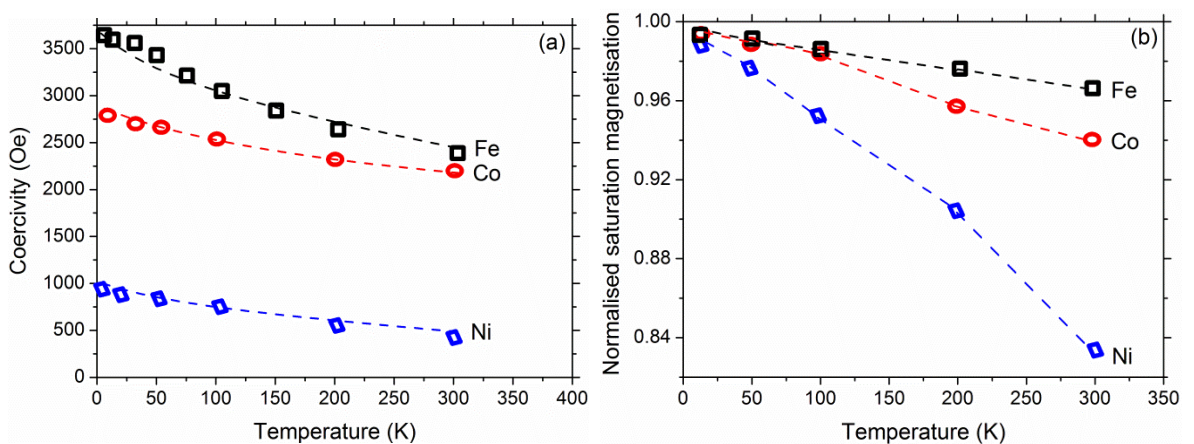 (a)
3500
3000
2500
2000
1500
1000
500
0
Coercivity (Oe)
Fe
Co
Ni
0 50 100 150 200 250 300 350 400
Temperature (K)
(b)
1.00
0.96
0.92
0.88
0.84
Normalised saturation magnetisation
Fe
Co
Ni
0 50 100 150 200 250 300 350
Temperature (K)